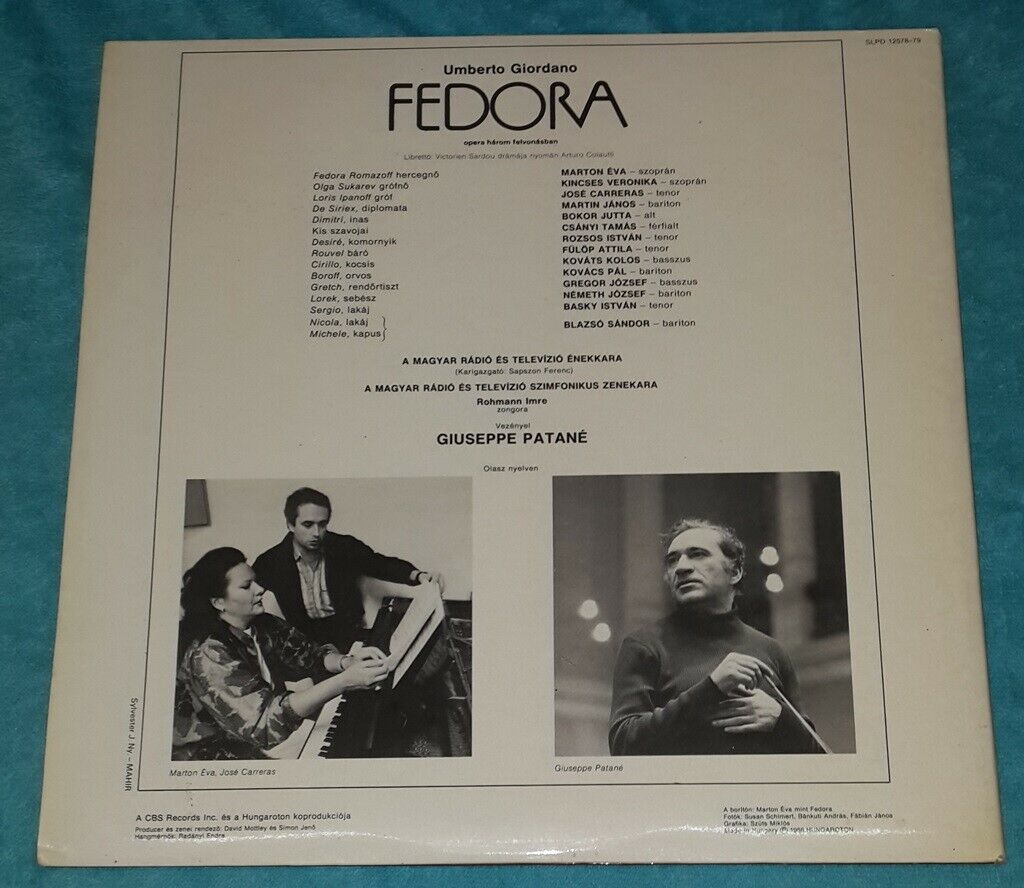 SLPD 12578-79
Umberto Giordano
FEDORA
opera három felvonásban
Libretto: Victorien Sardou drámája nyomán Arturo Colautti
Fedora Romazoff hercegnő
Olga Sukarev grófnő
Loris Ipanoff gróf
De Siriex, diplomata
Dimitri, inas
Kis szavojai
Desiré, komornyik
Rouvel báró
Cirillo, kocsis
Boroff, orvos
Gretch, rendőrtiszt
Lorek, sebész
Sergio, lakáj
Nicola, lakáj
Michele, kapus
MARTON ÉVA – szoprán
KINCSES VERONIKA – szoprán
JOSÉ CARRERAS – tenor
MARTIN JÁNOS – bariton
BOKOR JUTTA – alt
CSÁNYI TAMÁS – férfialt
ROZSOS ISTVÁN – tenor
FÜLÖP ATTILA – tenor
KOVÁTS KOLOS – basszus
KOVÁCS PÁL – bariton
GREGOR JÓZSEF – basszus
NÉMETH JÓZSEF – bariton
BASKY ISTVÁN – tenor
BLAZSÓ SÁNDOR – bariton
A MAGYAR RÁDIÓ ÉS TELEVÍZIÓ ÉNEKKARA
(Karigazgató: Sapszon Ferenc)
A MAGYAR RÁDIÓ ÉS TELEVÍZIÓ SZIMFONIKUS ZENEKARA
Rohmann Imre
zongora
Vezényel
GIUSEPPE PATANÉ
Olasz nyelven
Marton Éva, José Carreras
Giuseppe Patané
Sylvester J. Ny. – MAHIR
A CBS Records Inc. és a Hungaroton koprodukciója
Producer és zenei rendező: David Mottley és Simon Jenő
Hangmérnök: Radányi Endre
A borítón: Marton Éva mint Fedora
Fotók: Susan Schimert, Bánkuti András, Fábián János
Grafika: Szűts Miklós
Made in Hungary Ⓟ HUNGAROTON